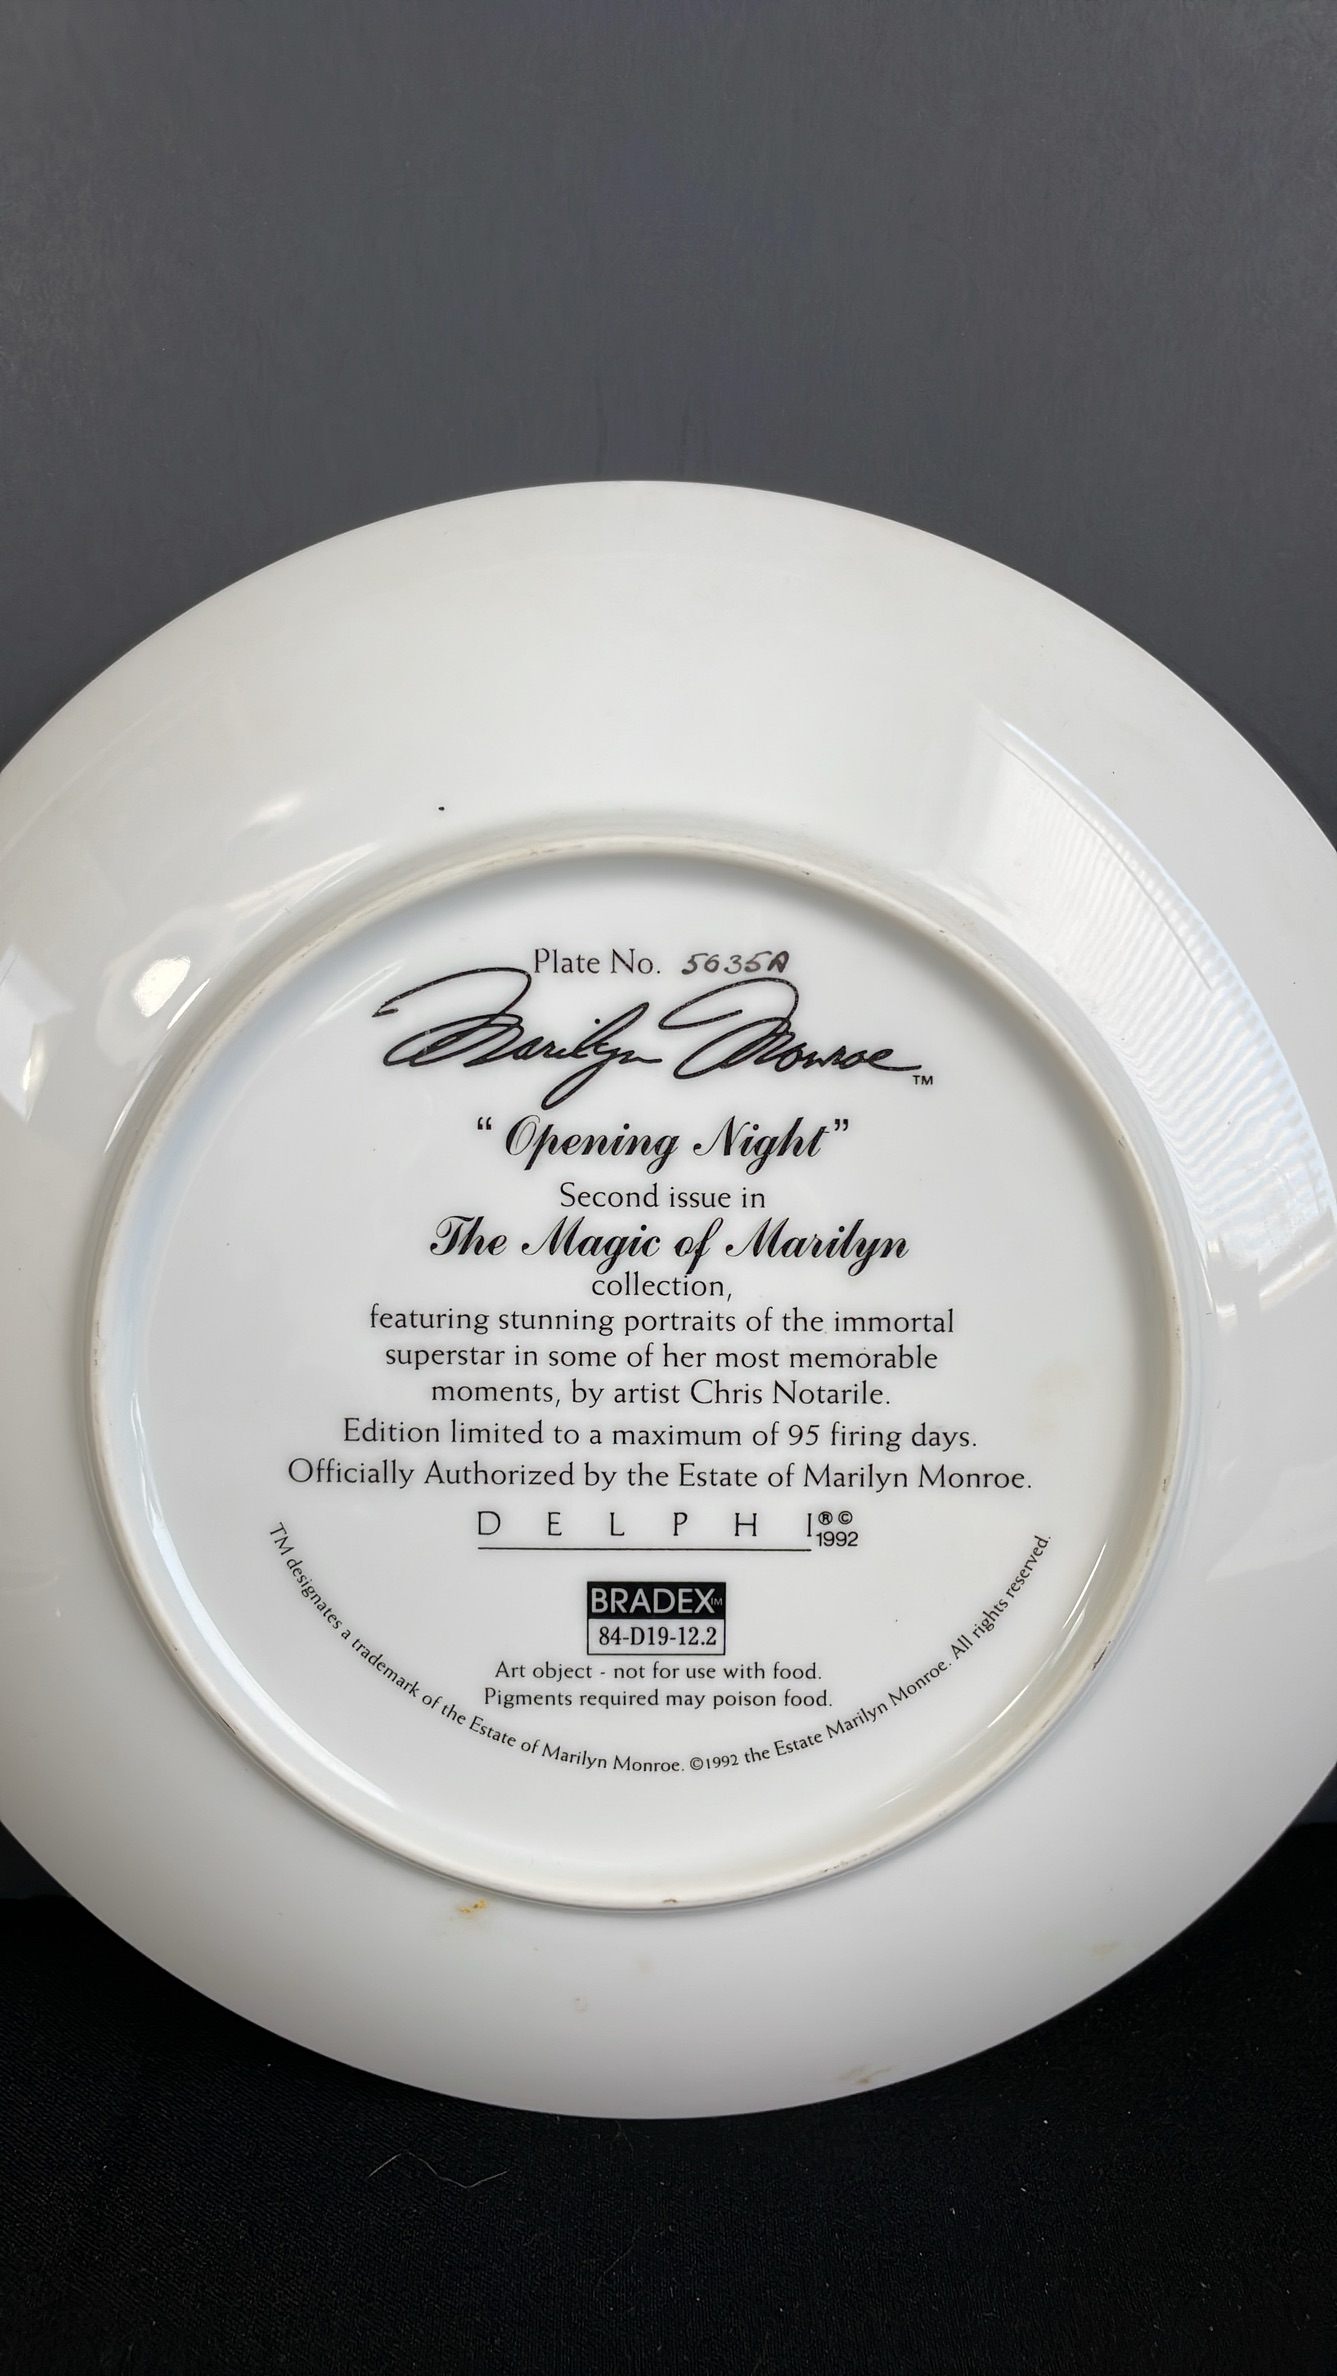 Plate No. 5635A
Marilyn Monroe™
“Opening Night”
Second issue in
The Magic of Marilyn
collection,
featuring stunning portraits of the immortal
superstar in some of her most memorable
moments, by artist Chris Notarile.
Edition limited to a maximum of 95 firing days.
Officially Authorized by the Estate of Marilyn Monroe.
DELPHI®©
1992
BRADEX™
84-D19-12.2
Art object - not for use with food.
Pigments required may poison food.
TM designates a trademark of the Estate of Marilyn Monroe. ©1992 the Estate Marilyn Monroe. All rights reserved.